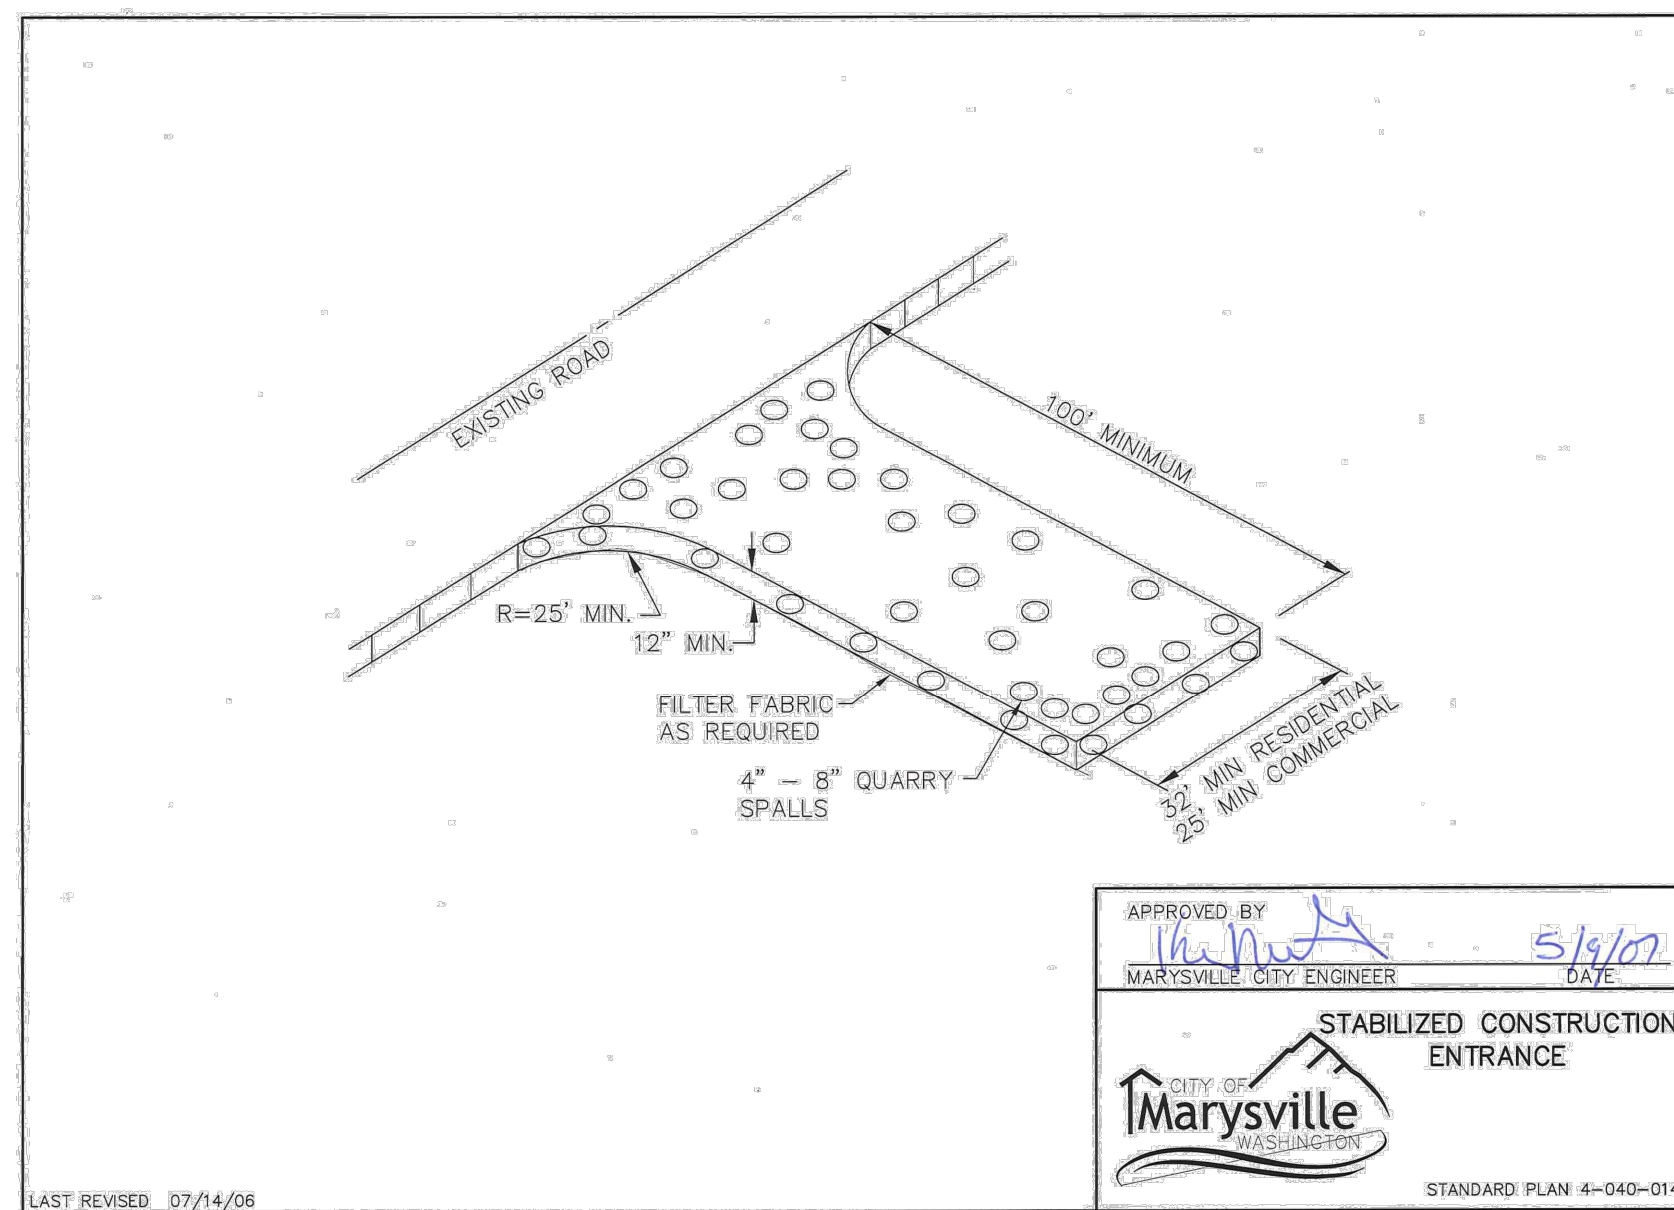 EXISTING ROAD
100' MINIMUM
R=25' MIN.
12" MIN.
FILTER FABRIC
AS REQUIRED
4" – 8" QUARRY
SPALLS
32' MIN RESIDENTIAL
25' MIN COMMERCIAL
APPROVED BY
5/9/07
MARYSVILLE CITY ENGINEER
DATE
STABILIZED CONSTRUCTION
ENTRANCE
CITY OF
Marysville
WASHINGTON
STANDARD PLAN 4-040-014
LAST REVISED 07/14/06